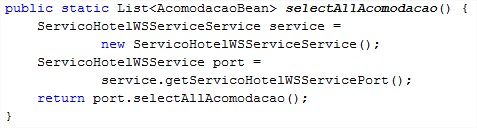 public static List<AcomodacaoBean> selectAllAcomodacao() {
    ServicoHotelWSServiceService service =
            new ServicoHotelWSServiceService();
    ServicoHotelWSService port =
            service.getServicoHotelWSServicePort();
    return port.selectAllAcomodacao();
}